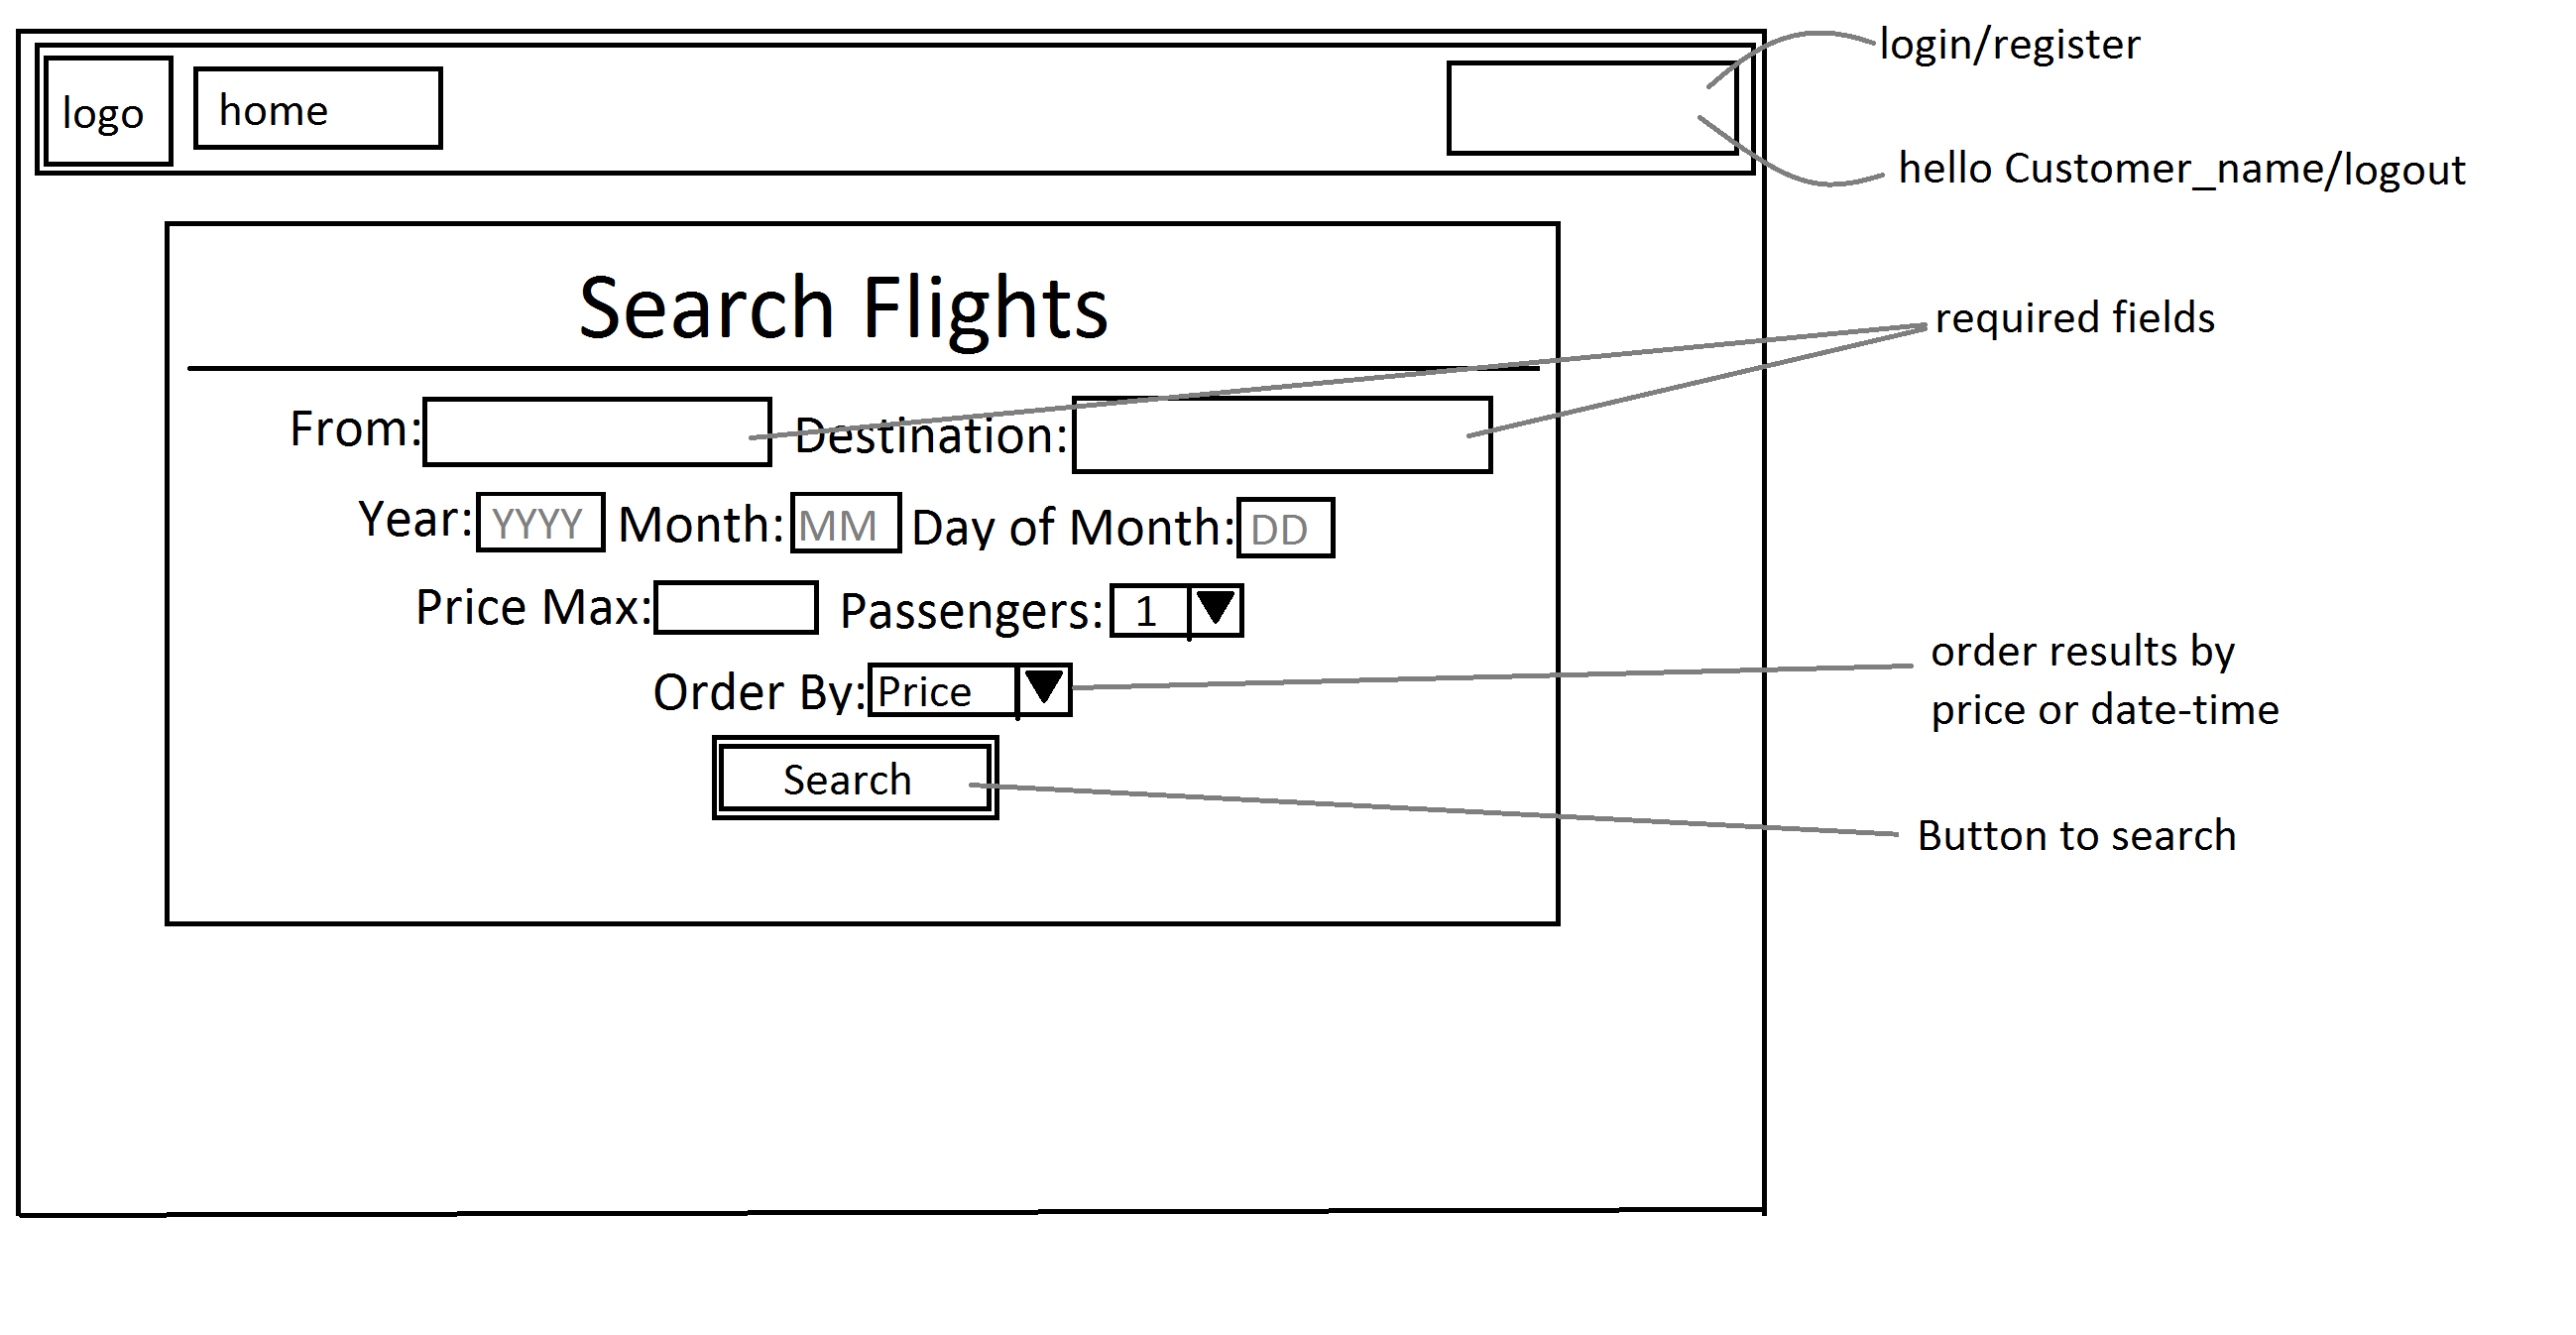 login/register
logo
home
hello Customer_name/logout
Search Flights
required fields
From:
Destination:
Year: YYYY Month: MM Day of Month: DD
Price Max:
Passengers: 1
order results by
price or date-time
Order By: Price
Search
Button to search